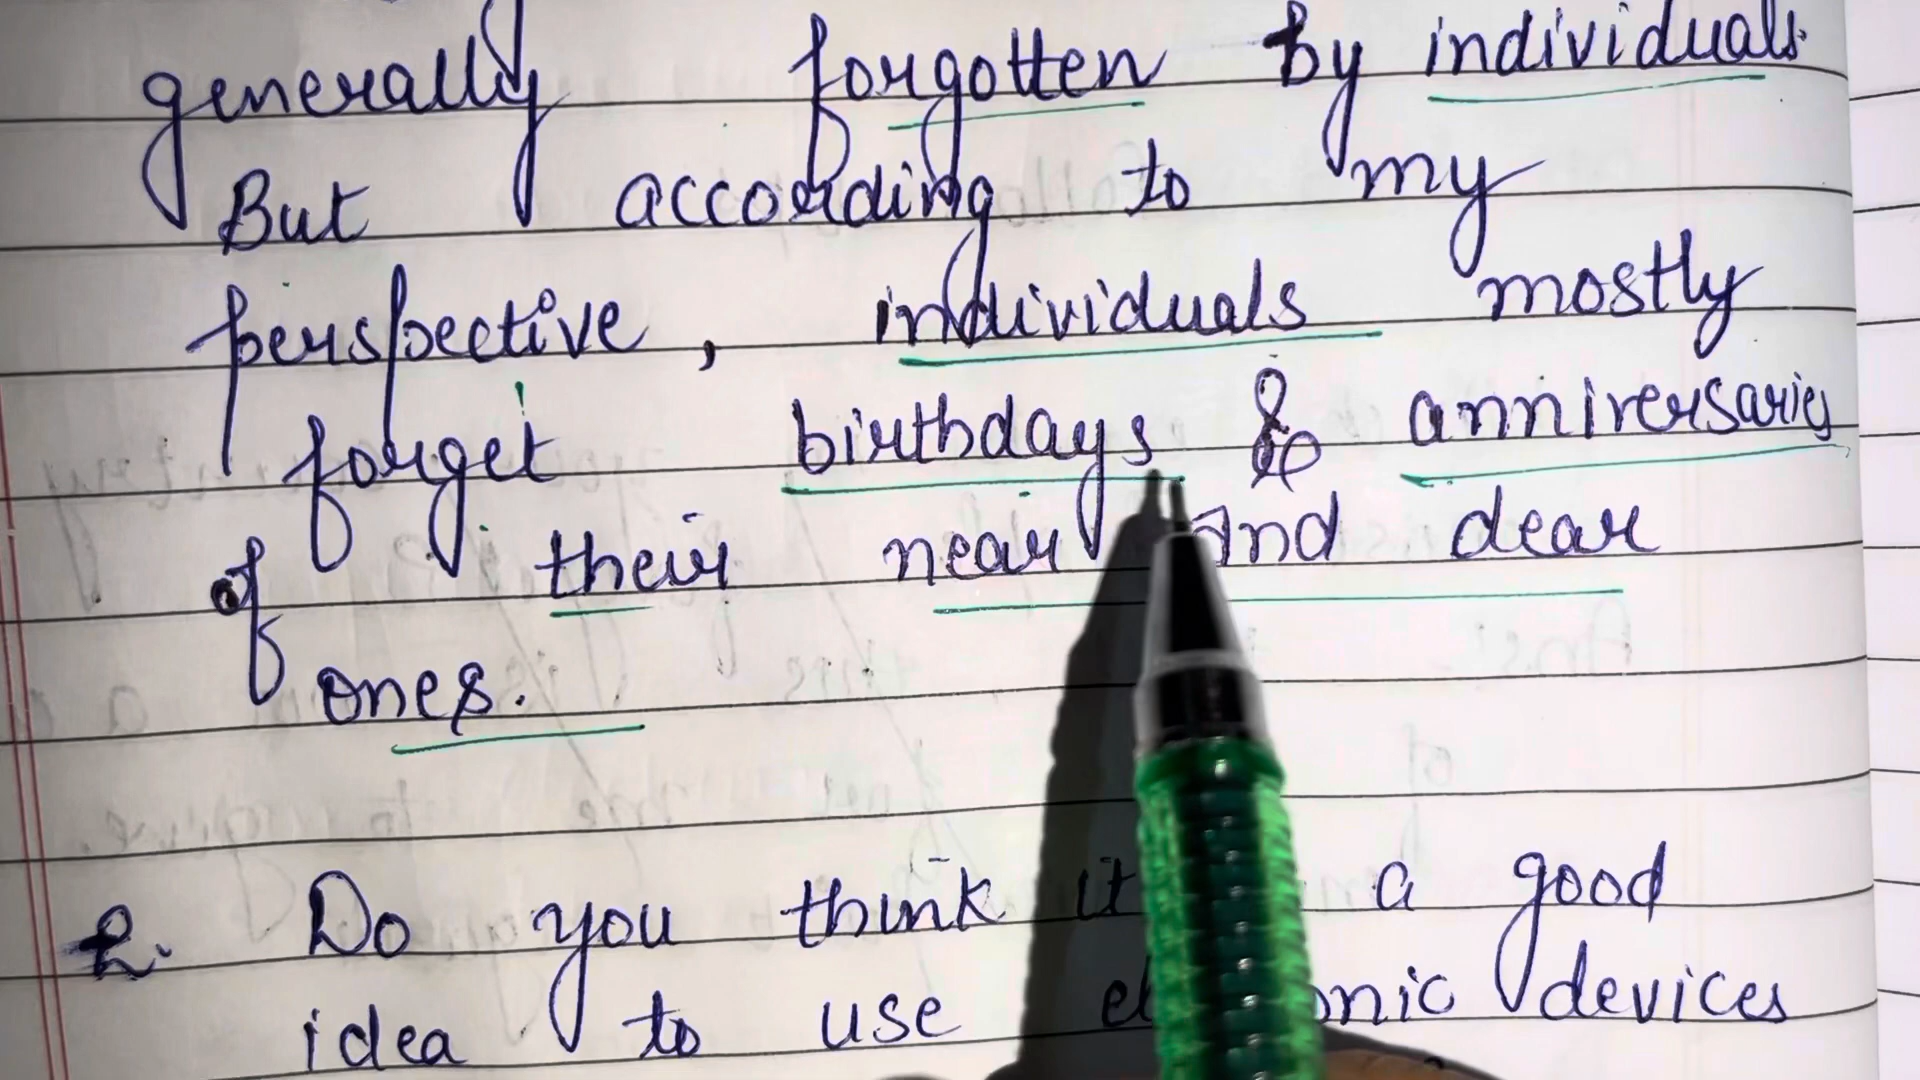 generally forgotten by individuals.
But according to my
perspective, individuals mostly
forget birthdays & anniversaries
of their near and dear
ones.
2. Do you think it a good
idea to use devices